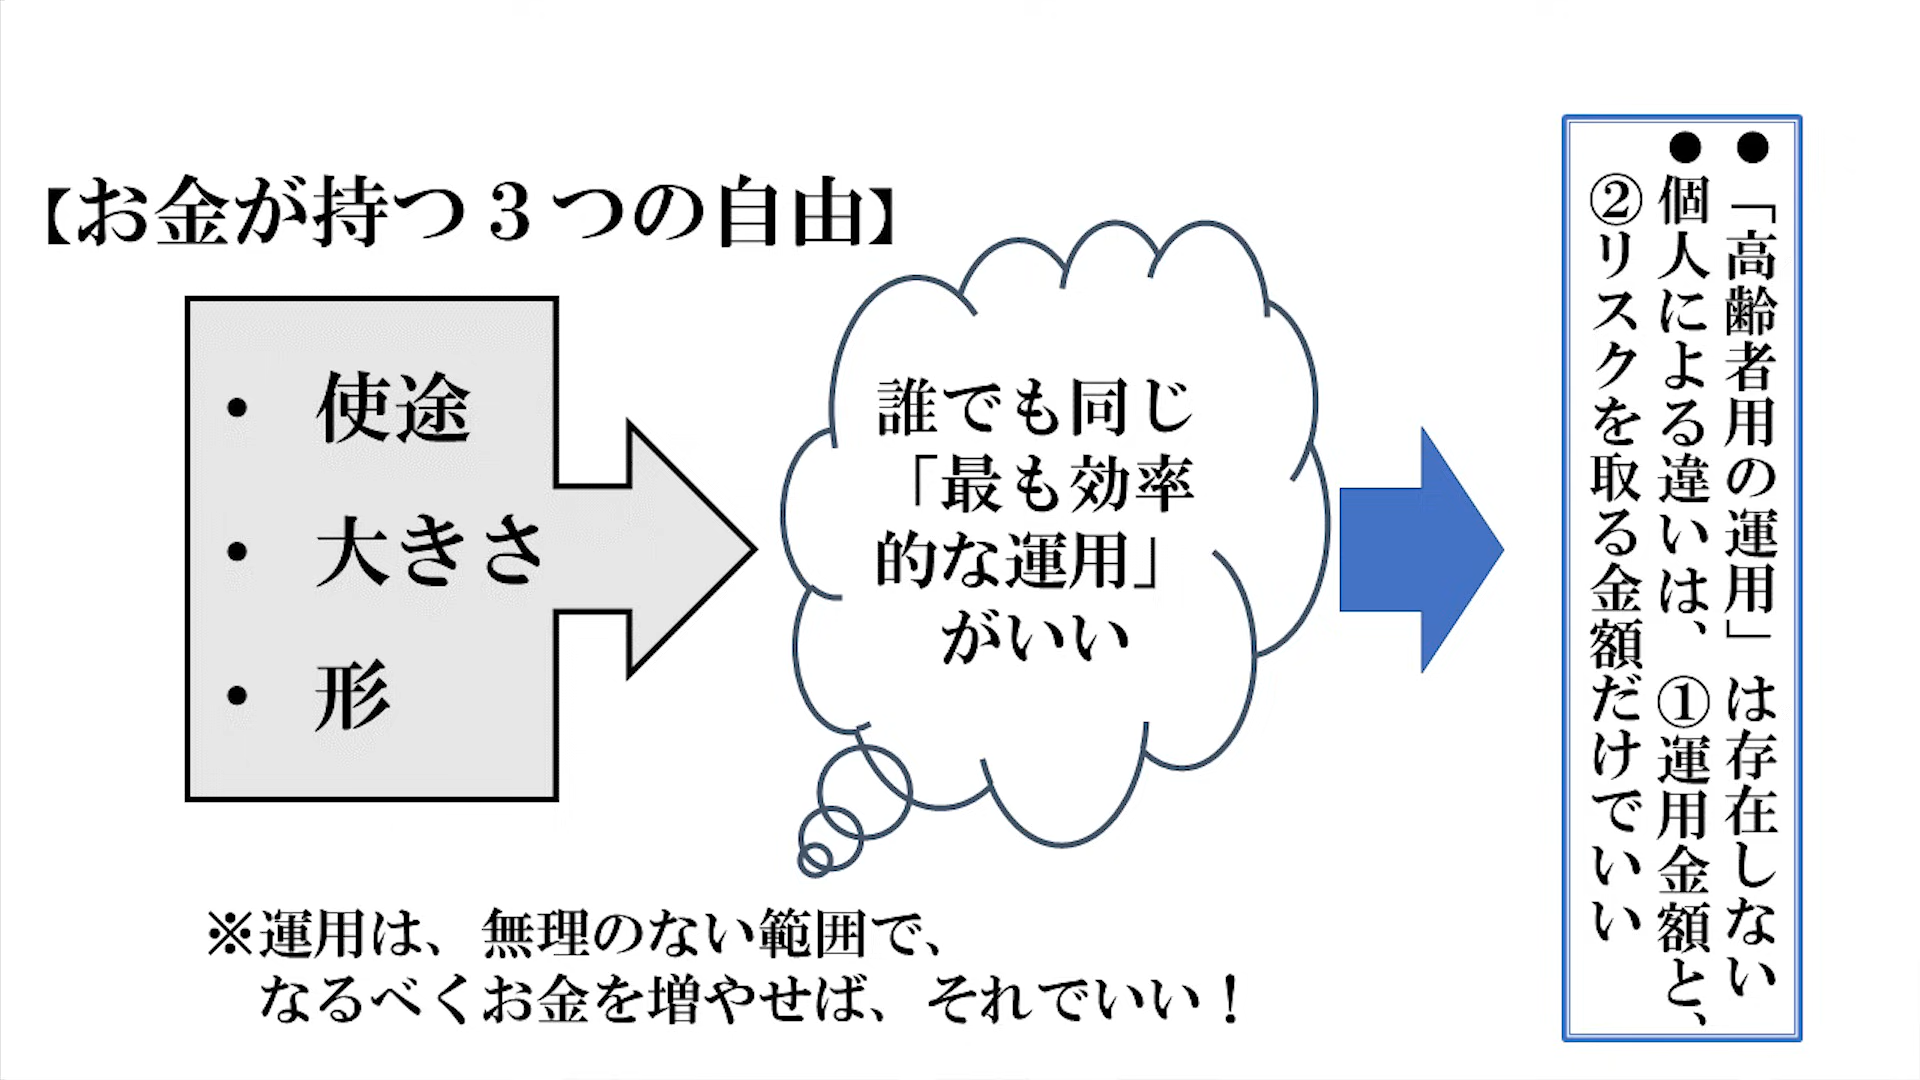 【お金が持つ３つの自由】
• 使途
• 大きさ
• 形
誰でも同じ
「最も効率
的な運用」
がいい
●「高齢者用の運用」は存在しない
●個人による違いは、①運用金額と、
②リスクを取る金額だけでいい
※運用は、無理のない範囲で、
なるべくお金を増やせば、それでいい！